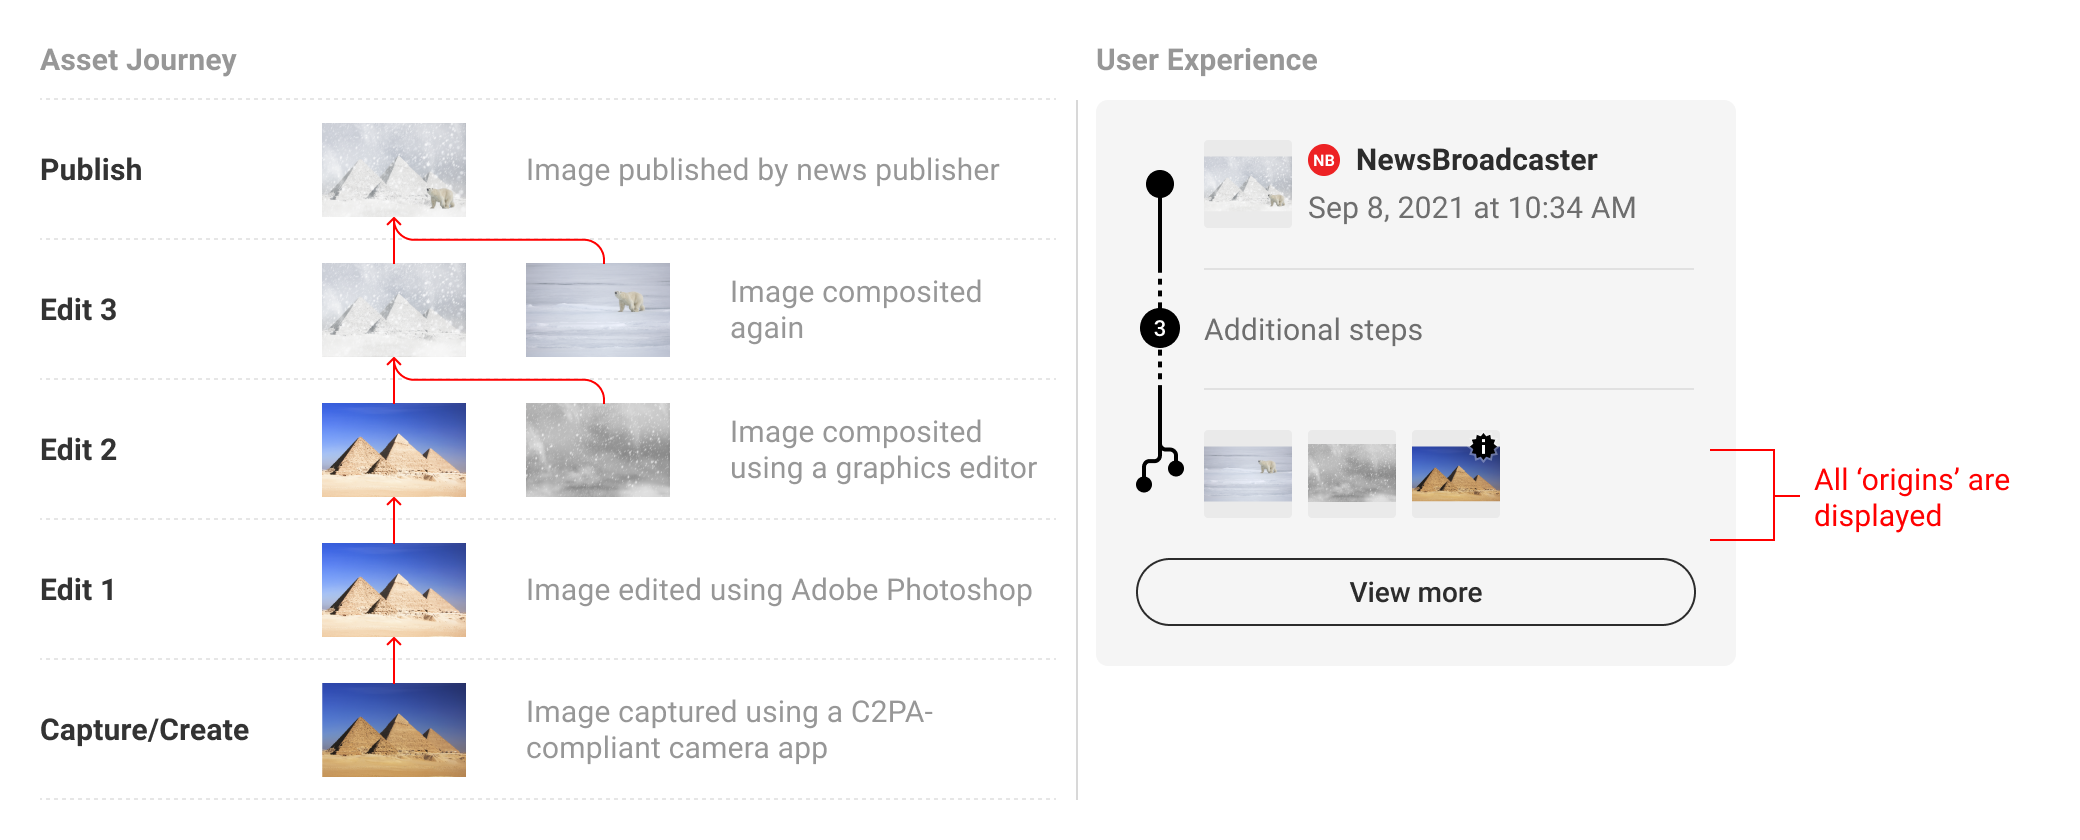 Asset Journey
Publish
Image published by news publisher
Edit 3
Image composited
again
Edit 2
Image composited
using a graphics editor
Edit 1
Image edited using Adobe Photoshop
Capture/Create
Image captured using a C2PA-
compliant camera app
User Experience
NB NewsBroadcaster
Sep 8, 2021 at 10:34 AM
3 Additional steps
i
View more
All ‘origins’ are
displayed